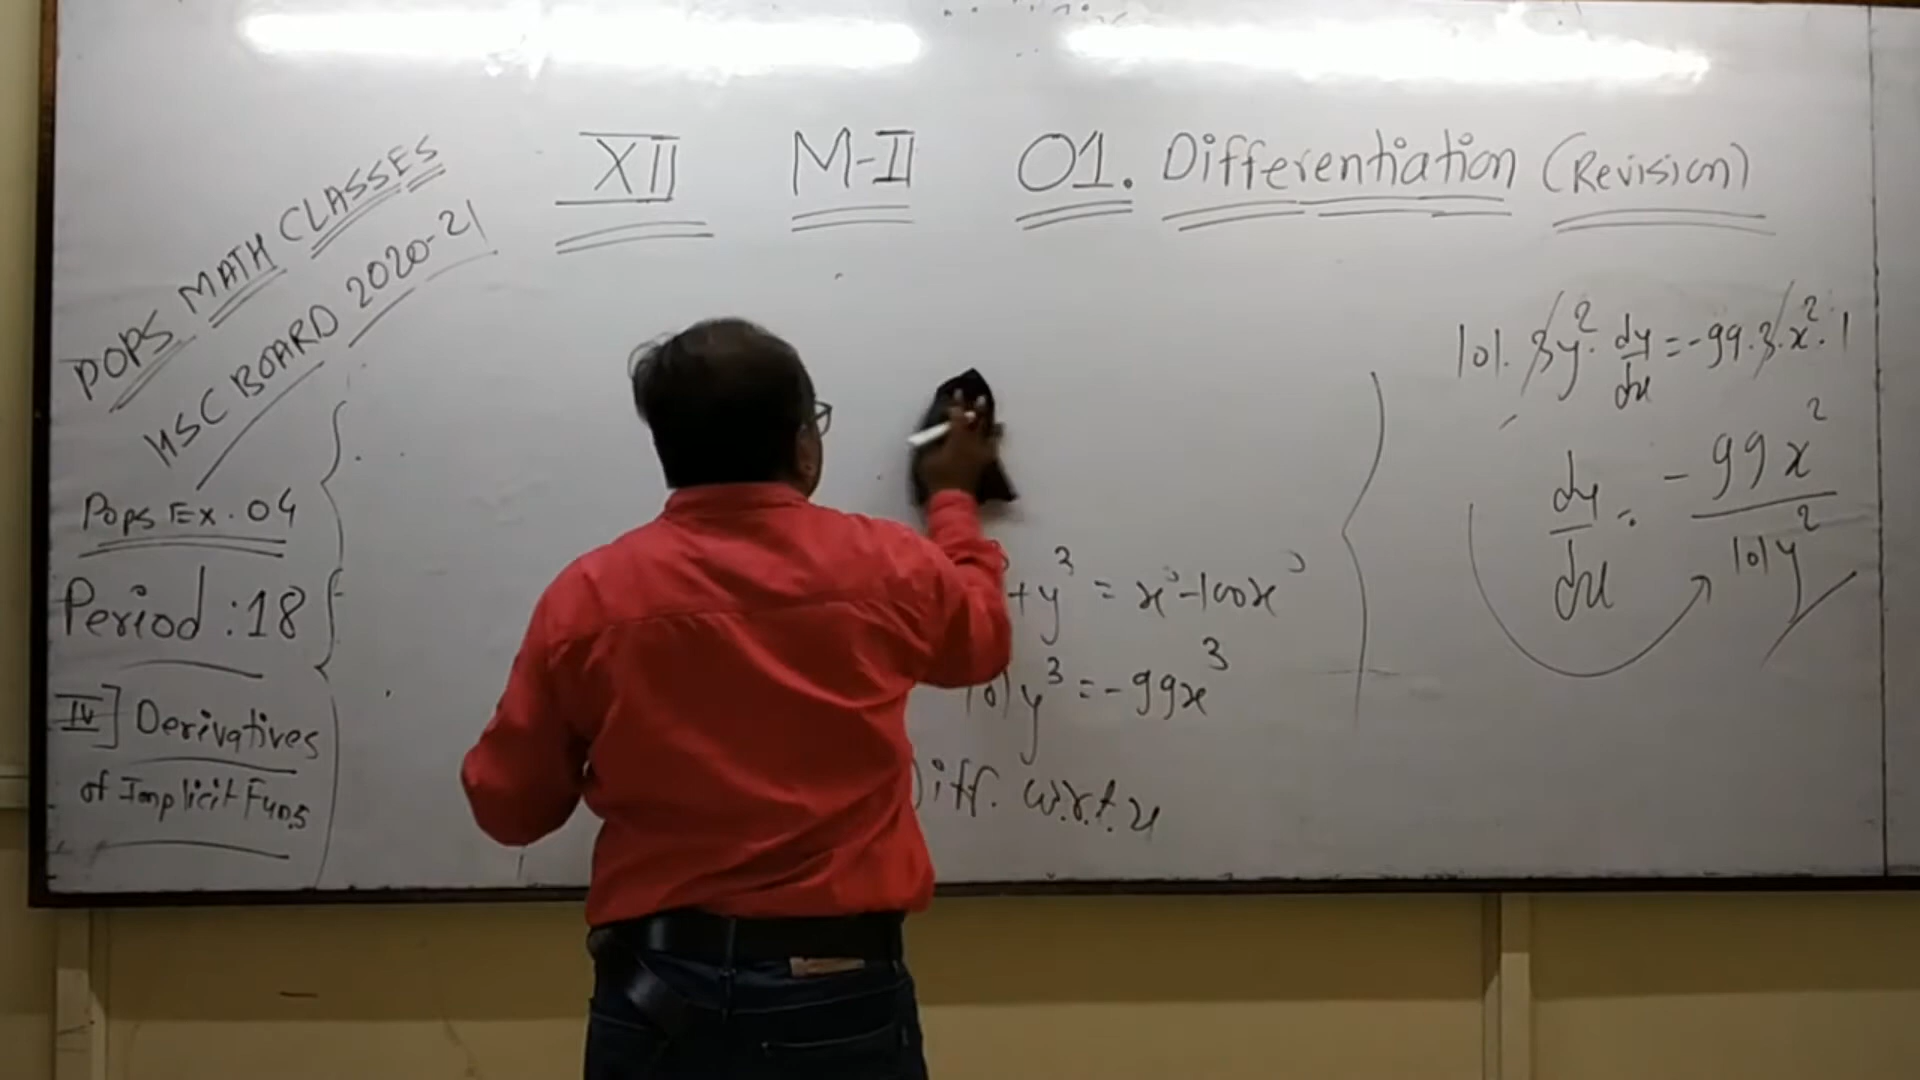 XII M-II 01. Differentiation (Revision)
POPS MATH CLASSES
HSC BOARD 2020-21
Pops Ex. 04
Period : 18
IV] Derivatives
of Implicit Funs
+ y³ = x³ - 100x³
101y³ = -99x³
Diff. w.r.t. x
101. 3y². dy/dx = -99.3.x².1
dy/dx = -99x²/101y²